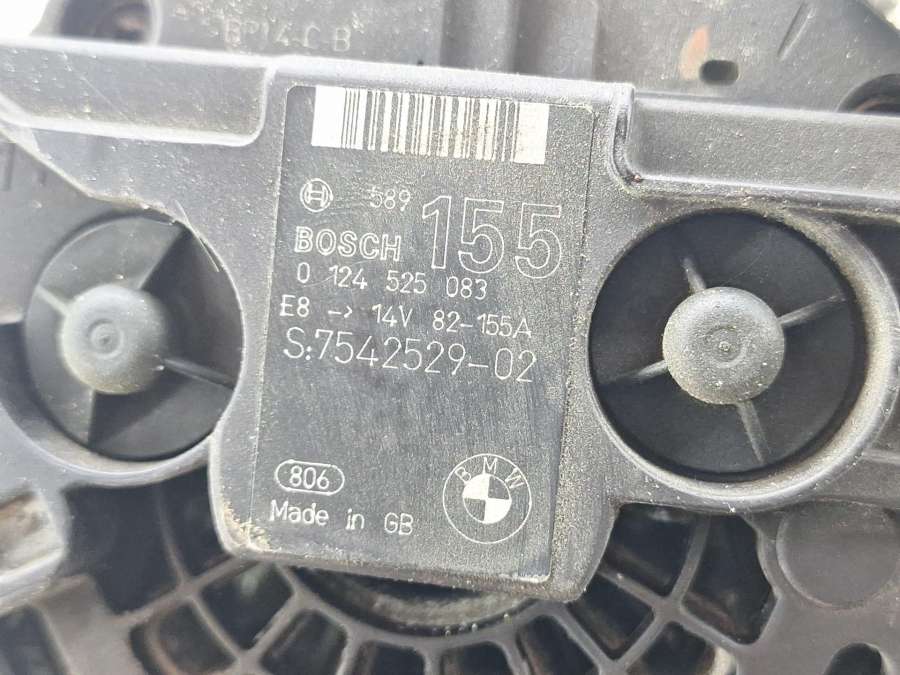 589
155
BOSCH
0 124 525 083
E8 -> 14V 82-155A
S:7542529-02
806
BMW
Made in GB